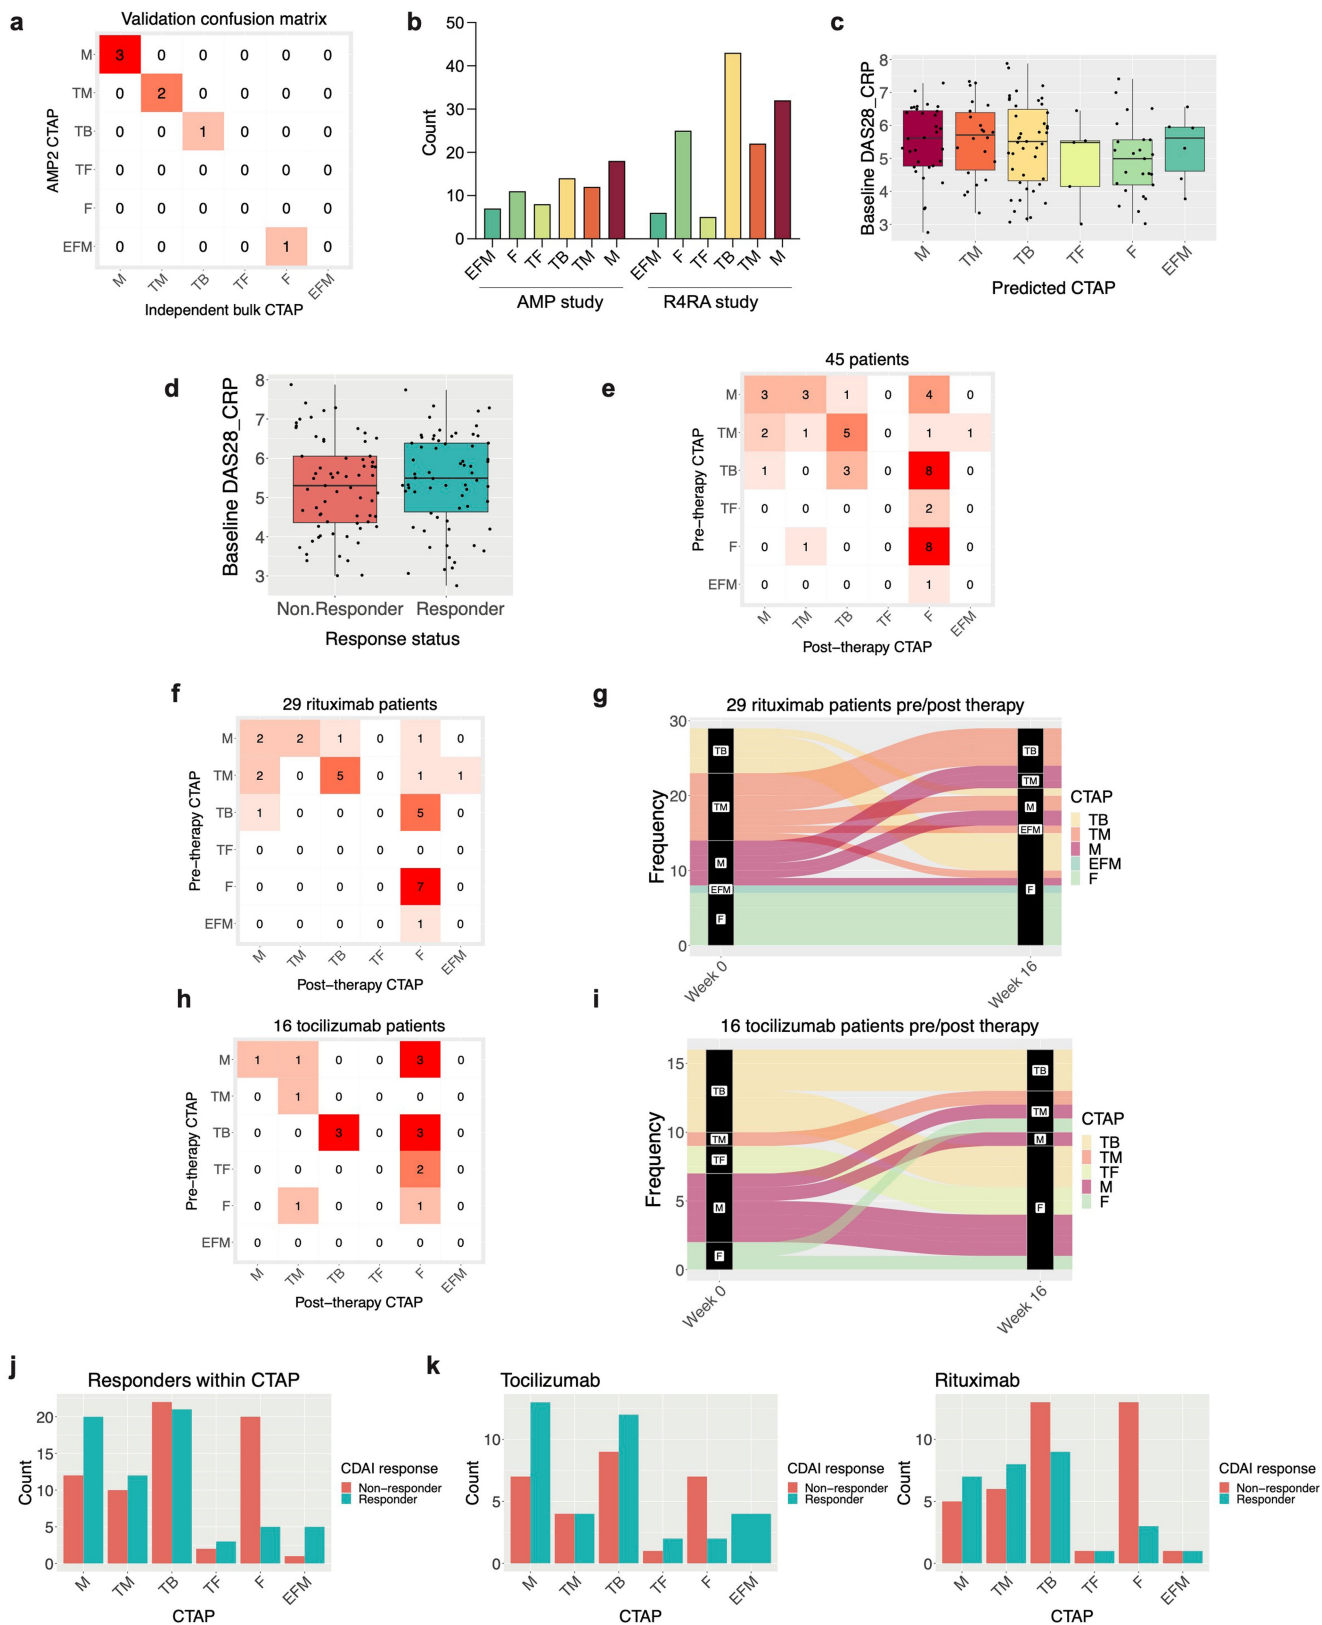 a
Validation confusion matrix
AMP2 CTAP
M 3 0 0 0 0 0
TM 0 2 0 0 0 0
TB 0 0 1 0 0 0
TF 0 0 0 0 0 0
F 0 0 0 0 0 0
EFM 0 0 0 0 1 0
M TM TB TF F EFM
Independent bulk CTAP
b
Count
50
40
30
20
10
0
EFM F TF TB TM M EFM F TF TB TM M
AMP study R4RA study
c
Baseline DAS28_CRP
8
7
6
5
4
3
M TM TB TF F EFM
Predicted CTAP
d
Baseline DAS28_CRP
8
7
6
5
4
3
Non.Responder Responder
Response status
e
45 patients
Pre-therapy CTAP
M 3 3 1 0 4 0
TM 2 1 5 0 1 1
TB 1 0 3 0 8 0
TF 0 0 0 0 2 0
F 0 1 0 0 8 0
EFM 0 0 0 0 1 0
M TM TB TF F EFM
Post-therapy CTAP
f
29 rituximab patients
Pre-therapy CTAP
M 2 2 1 0 1 0
TM 2 0 5 0 1 1
TB 1 0 0 0 5 0
TF 0 0 0 0 0 0
F 0 0 0 0 7 0
EFM 0 0 0 0 1 0
M TM TB TF F EFM
Post-therapy CTAP
g
29 rituximab patients pre/post therapy
Frequency
30
20
10
0
TB
TM
M
EFM
F
TB
TM
M
EFM
F
Week 0 Week 16
CTAP
TB
TM
M
EFM
F
h
16 tocilizumab patients
Pre-therapy CTAP
M 1 1 0 0 3 0
TM 0 1 0 0 0 0
TB 0 0 3 0 3 0
TF 0 0 0 0 2 0
F 0 1 0 0 1 0
EFM 0 0 0 0 0 0
M TM TB TF F EFM
Post-therapy CTAP
i
16 tocilizumab patients pre/post therapy
Frequency
15
10
5
0
TB
TM
TF
M
F
TB
TM
M
F
Week 0 Week 16
CTAP
TB
TM
TF
M
F
j
Responders within CTAP
Count
20
15
10
5
0
M TM TB TF F EFM
CTAP
CDAI response
Non-responder
Responder
k
Tocilizumab
Count
10
5
0
M TM TB TF F EFM
CTAP
CDAI response
Non-responder
Responder
Rituximab
Count
10
5
0
M TM TB TF F EFM
CTAP
CDAI response
Non-responder
Responder